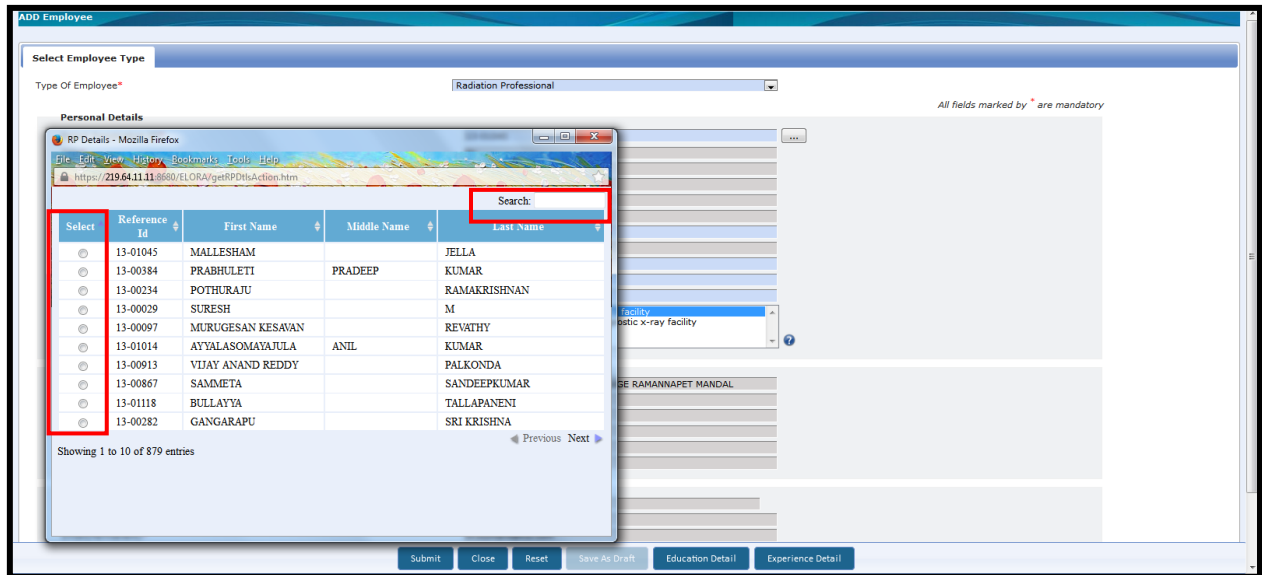 ADD Employee
Select Employee Type
Type Of Employee* Radiation Professional
All fields marked by * are mandatory
Personal Details
RP Details - Mozilla Firefox
...
File Edit View History Bookmarks Tools Help
https://219.64.11.11:8680/ELORA/getRPDtlsAction.htm
Search:
Select Reference Id First Name Middle Name Last Name
13-01045 MALLESHAM JELLA
13-00384 PRABHULETI PRADEEP KUMAR
13-00234 POTHURAJU RAMAKRISHNAN
13-00029 SURESH M
facility
13-00097 MURUGESAN KESAVAN REVATHY
ostic x-ray facility
13-01014 AYYALASOMAYAJULA ANIL KUMAR
13-00913 VIJAY ANAND REDDY PALKONDA
13-00867 SAMMETA SANDEEPKUMAR
GE RAMANNAPET MANDAL
13-01118 BULLAYYA TALLAPANENI
13-00282 GANGARAPU SRI KRISHNA
Previous Next
Showing 1 to 10 of 879 entries
Submit Close Reset Save As Draft Education Detail Experience Detail